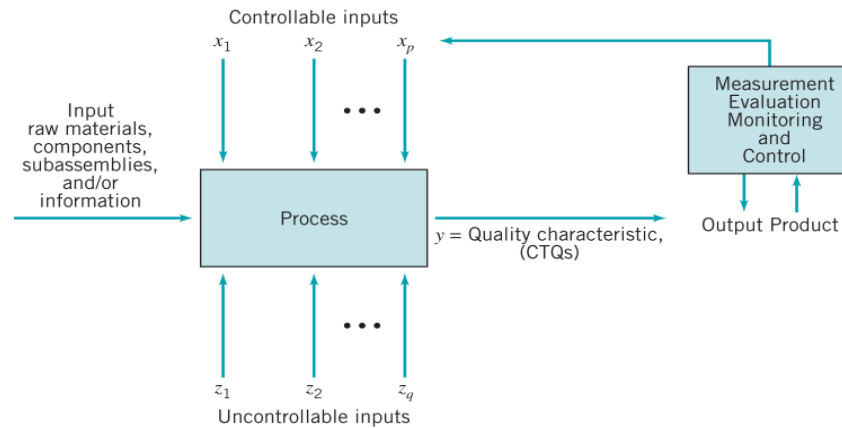 Controllable inputs
x1 x2 xp
Measurement
Evaluation
Monitoring
and
Control
Input
raw materials,
components,
subassemblies,
and/or
information
Process
Output Product
y = Quality characteristic,
(CTQs)
z1 z2 zq
Uncontrollable inputs